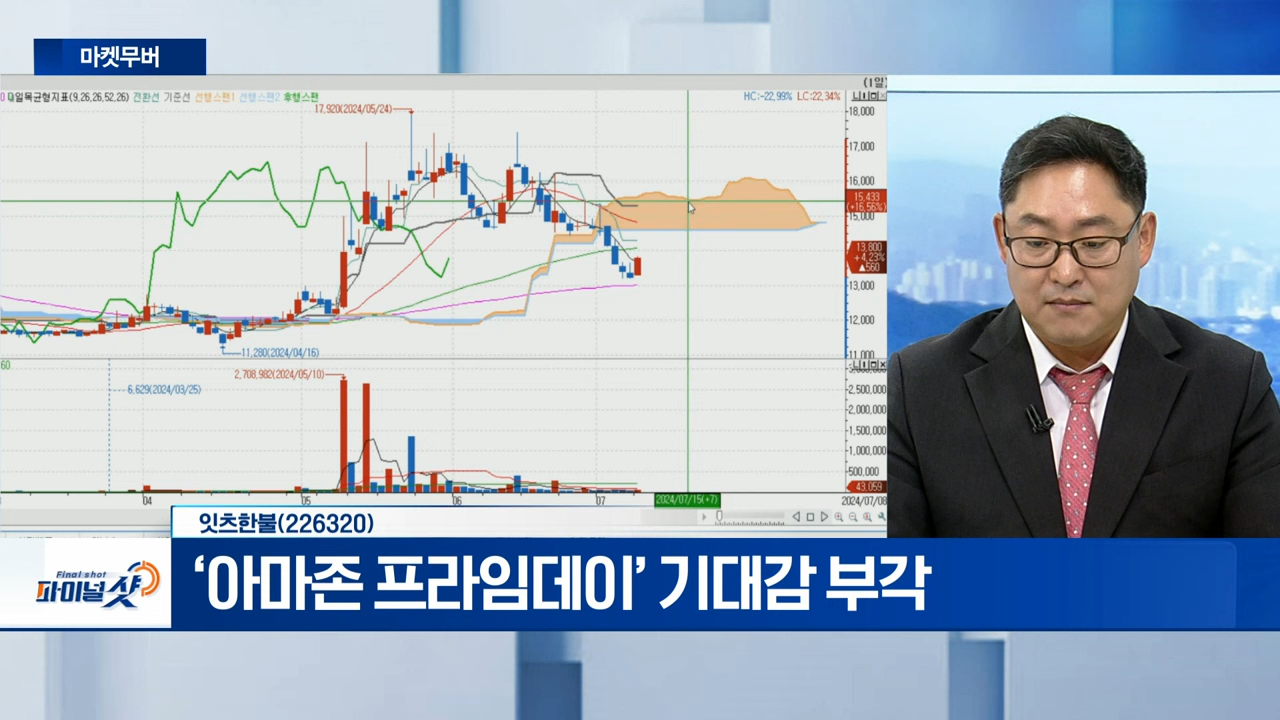 마켓무버
(1일)
일목균형지표(9,26,26,52,26) 전환선 기준선 선행스팬1 선행스팬2 후행스팬
HC:-22,99% LC:22,34%
17,920(2024/05/24)
18,000
17,000
16,000
15,433
(+16,56%)
15,000
13,800
+4,23%
▲560
13,000
12,000
11,280(2024/04/16)
11,000
60
2,708,982(2024/05/10)
6,629(2024/03/25)
2,500,000
2,000,000
1,500,000
1,000,000
500,000
43,059
04 05 06 07 2024/07/15(+7) 2024/07/08
잇츠한불(226320)
Final shot
파이널샷
‘아마존 프라임데이’ 기대감 부각